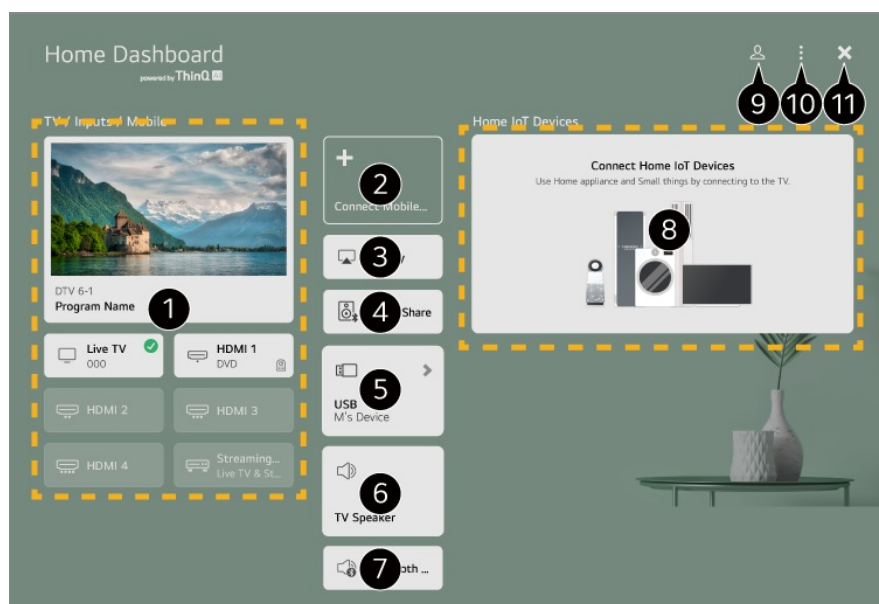 Home Dashboard
powered by ThinQ AI
9
10
11
TV / Inputs / Mobile
Home IoT Devices
DTV 6-1
Program Name
1
Live TV
000
HDMI 1
DVD
HDMI 2
HDMI 3
HDMI 4
Streaming...
Live TV & St...
2
Connect Mobile...
3
4
Share
5
USB
M's Device
6
TV Speaker
7
Connect Home IoT Devices
Use Home appliance and Small things by connecting to the TV.
8